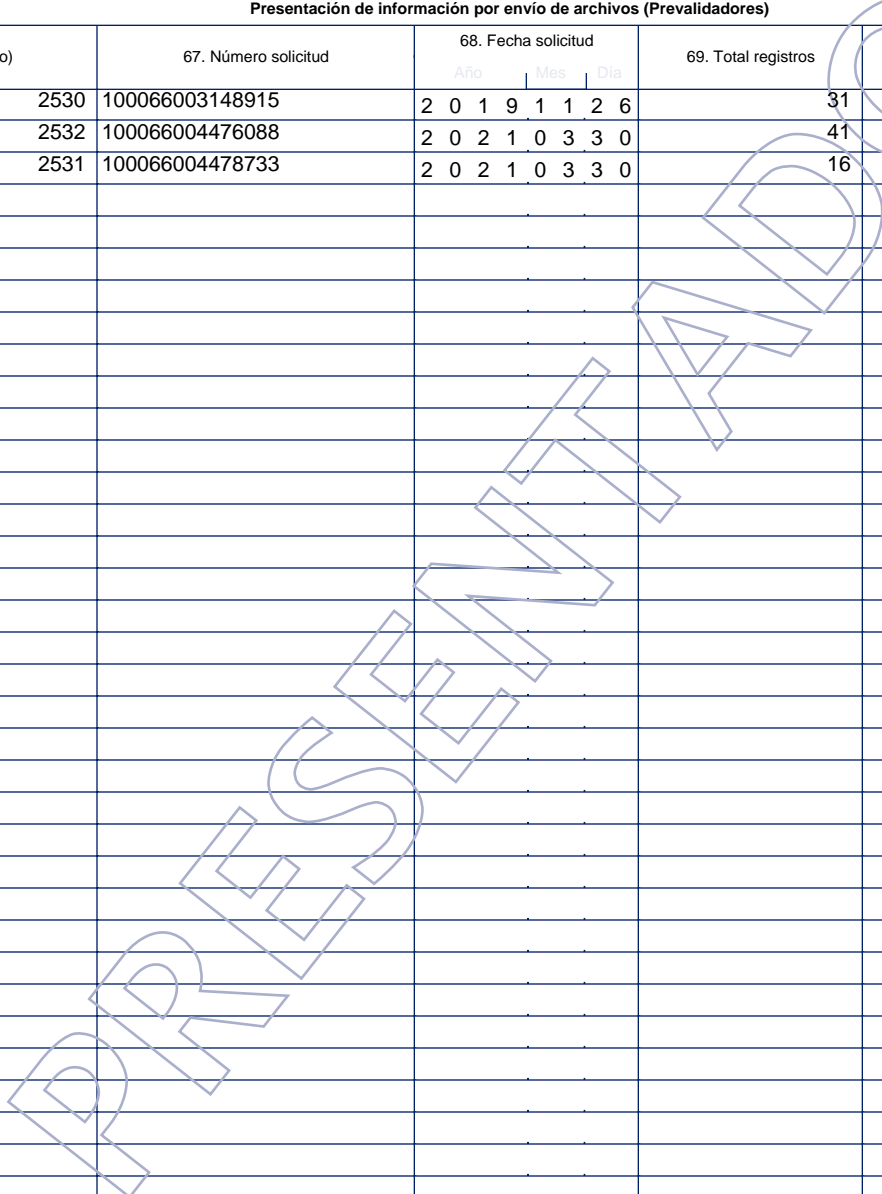 Presentación de información por envío de archivos (Prevalidadores)
o) 67. Número solicitud 68. Fecha solicitud 69. Total registros
Año Mes Día
2530 100066003148915 2 0 1 9 1 1 2 6 31
2532 100066004476088 2 0 2 1 0 3 3 0 41
2531 100066004478733 2 0 2 1 0 3 3 0 16
PRESENTADO